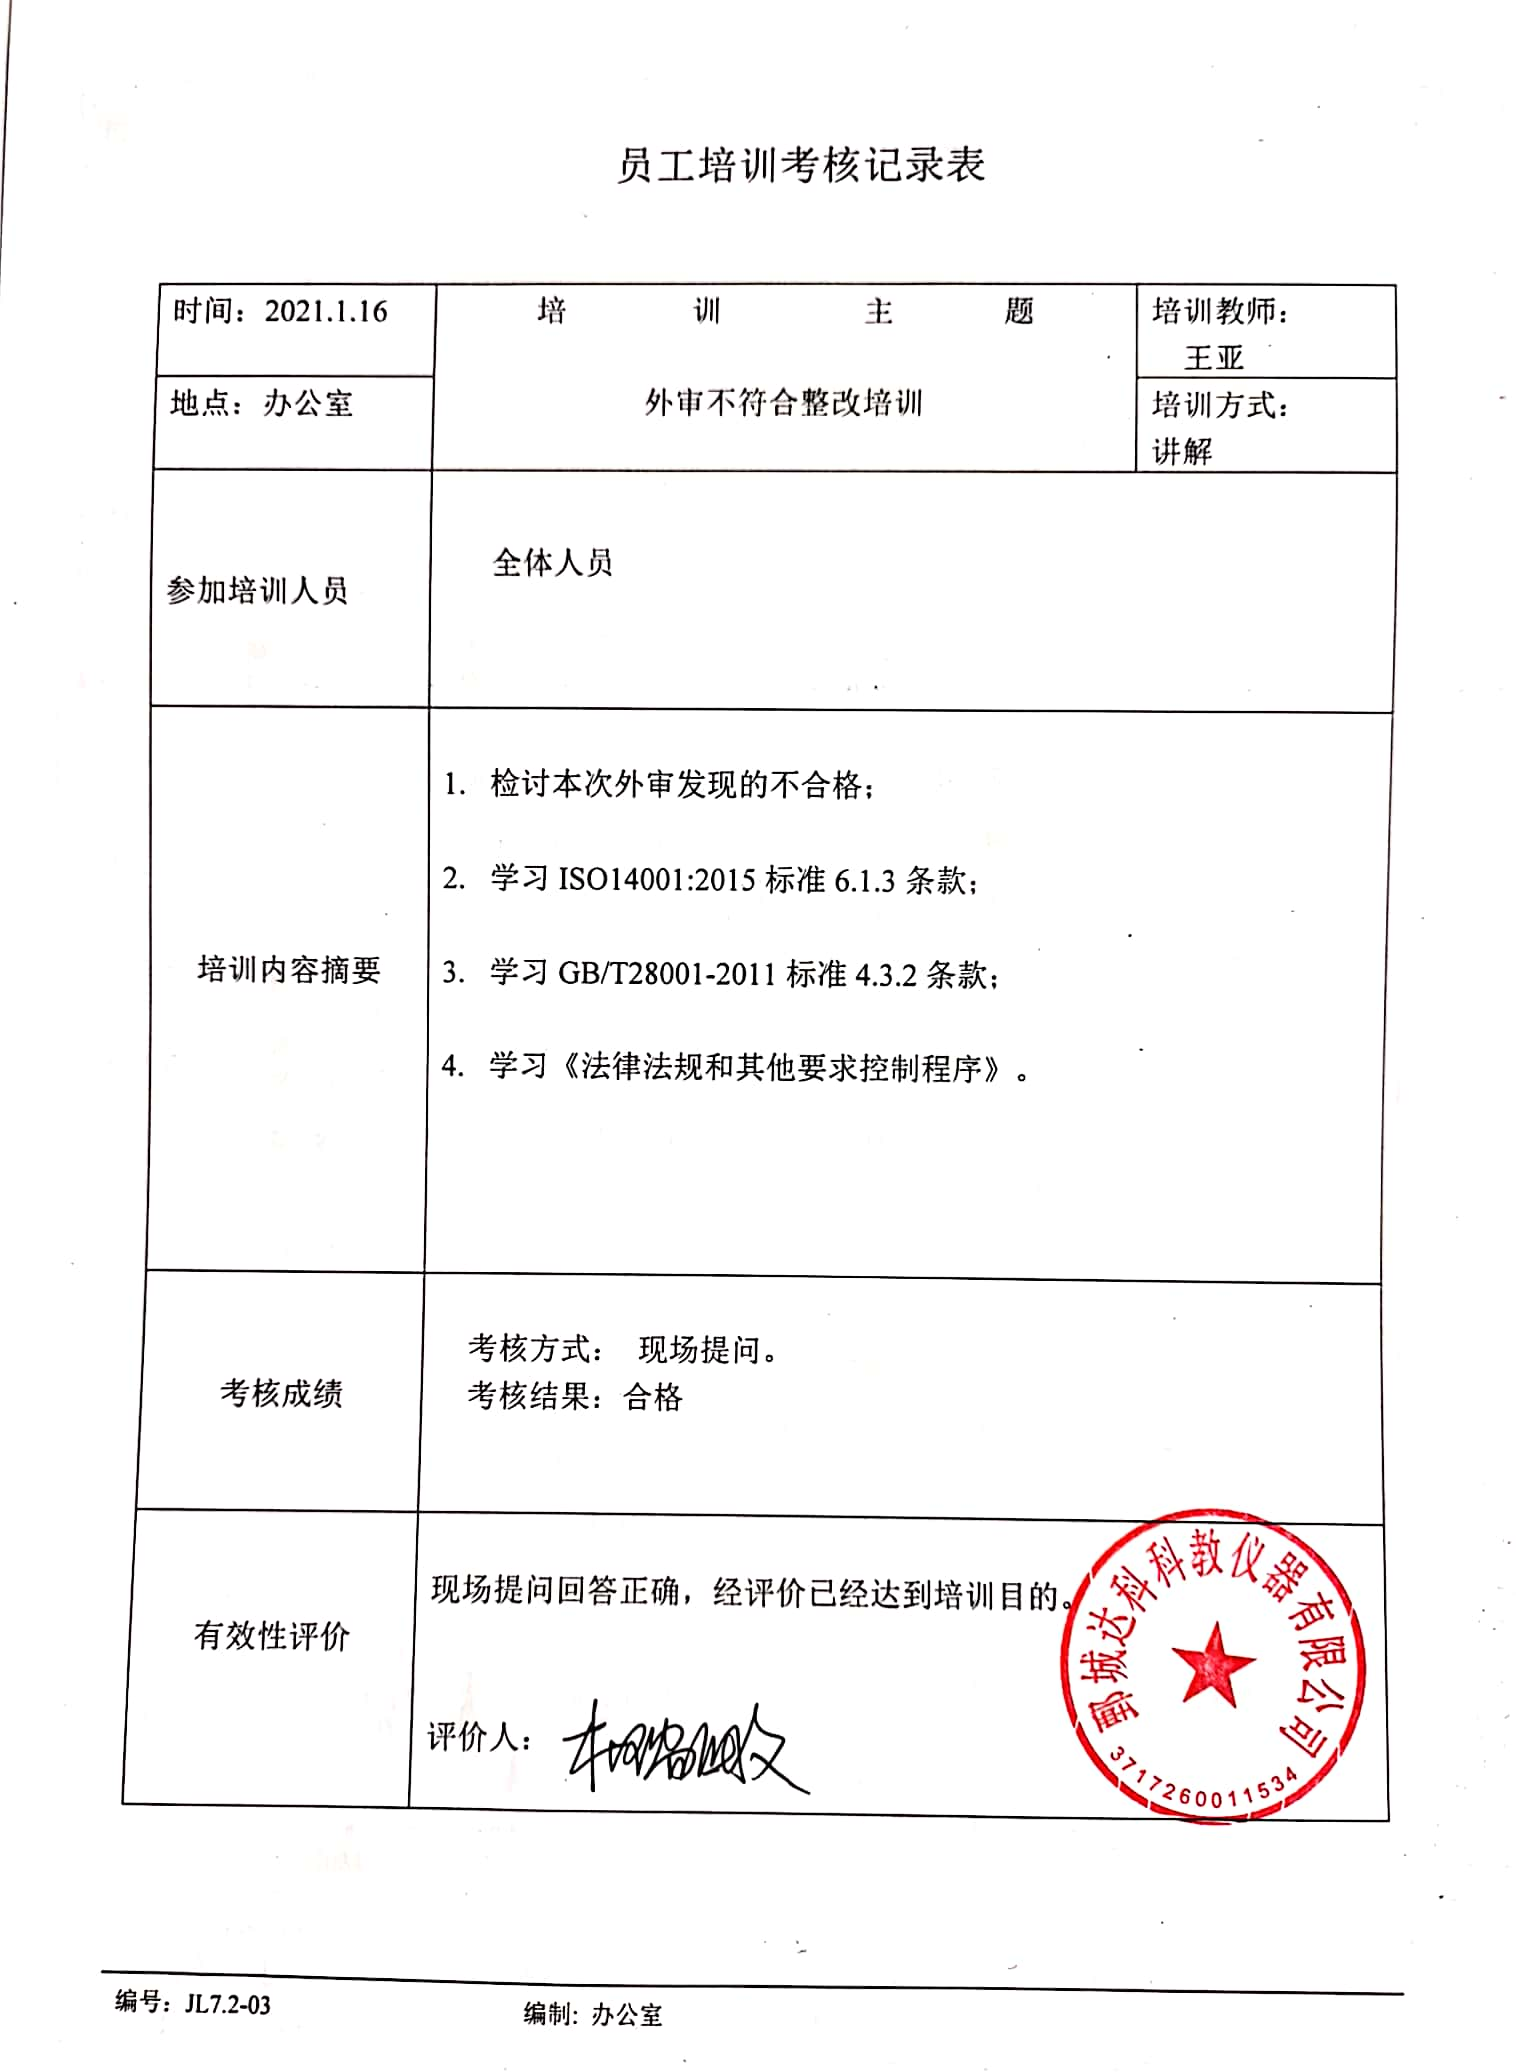 员工培训考核记录表
时间：2021.1.16
培 训 主 题
培训教师：
王亚
地点：办公室
外审不符合整改培训
培训方式：
讲解
参加培训人员
全体人员
培训内容摘要
1. 检讨本次外审发现的不合格；
2. 学习 ISO14001:2015 标准 6.1.3 条款；
3. 学习 GB/T28001-2011 标准 4.3.2 条款；
4. 学习《法律法规和其他要求控制程序》。
考核成绩
考核方式： 现场提问。
考核结果：合格
有效性评价
现场提问回答正确，经评价已经达到培训目的。
评价人：
鄄城达科科教仪器有限公司
3717260011534
编号：JL7.2-03
编制: 办公室